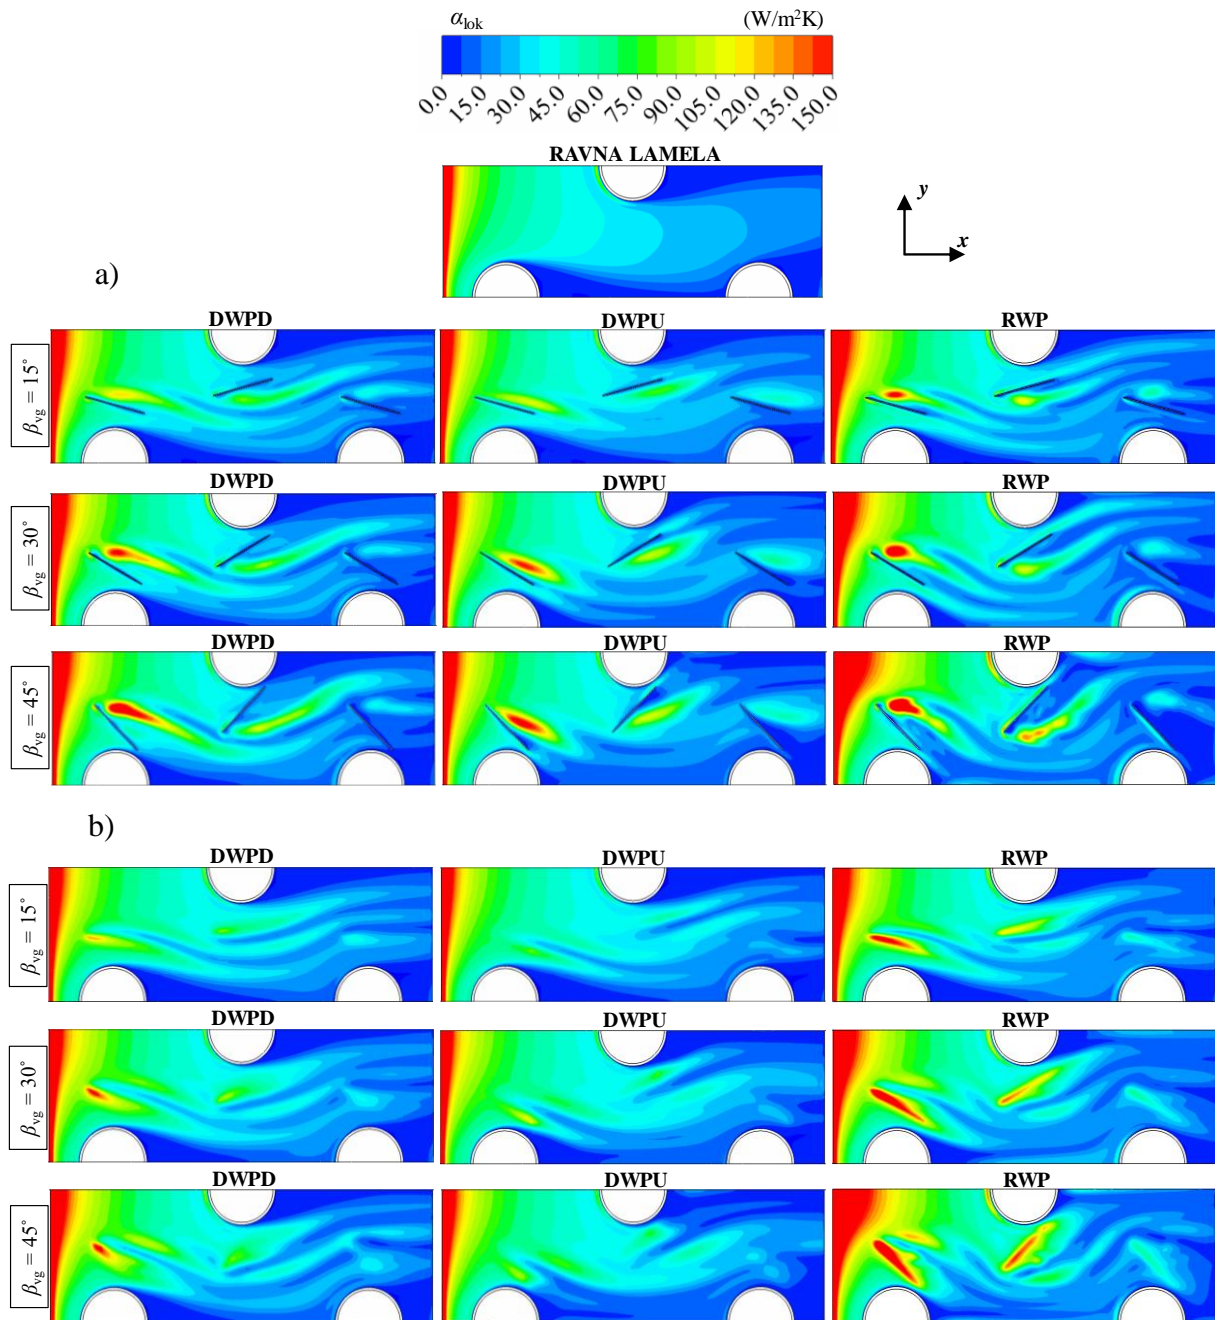 α_lok (W/m²K)
0.0 15.0 30.0 45.0 60.0 75.0 90.0 105.0 120.0 135.0 150.0
RAVNA LAMELA
y
x
a)
DWPD DWPU RWP
β_vg = 15°
DWPD DWPU RWP
β_vg = 30°
DWPD DWPU RWP
β_vg = 45°
b)
DWPD DWPU RWP
β_vg = 15°
DWPD DWPU RWP
β_vg = 30°
DWPD DWPU RWP
β_vg = 45°